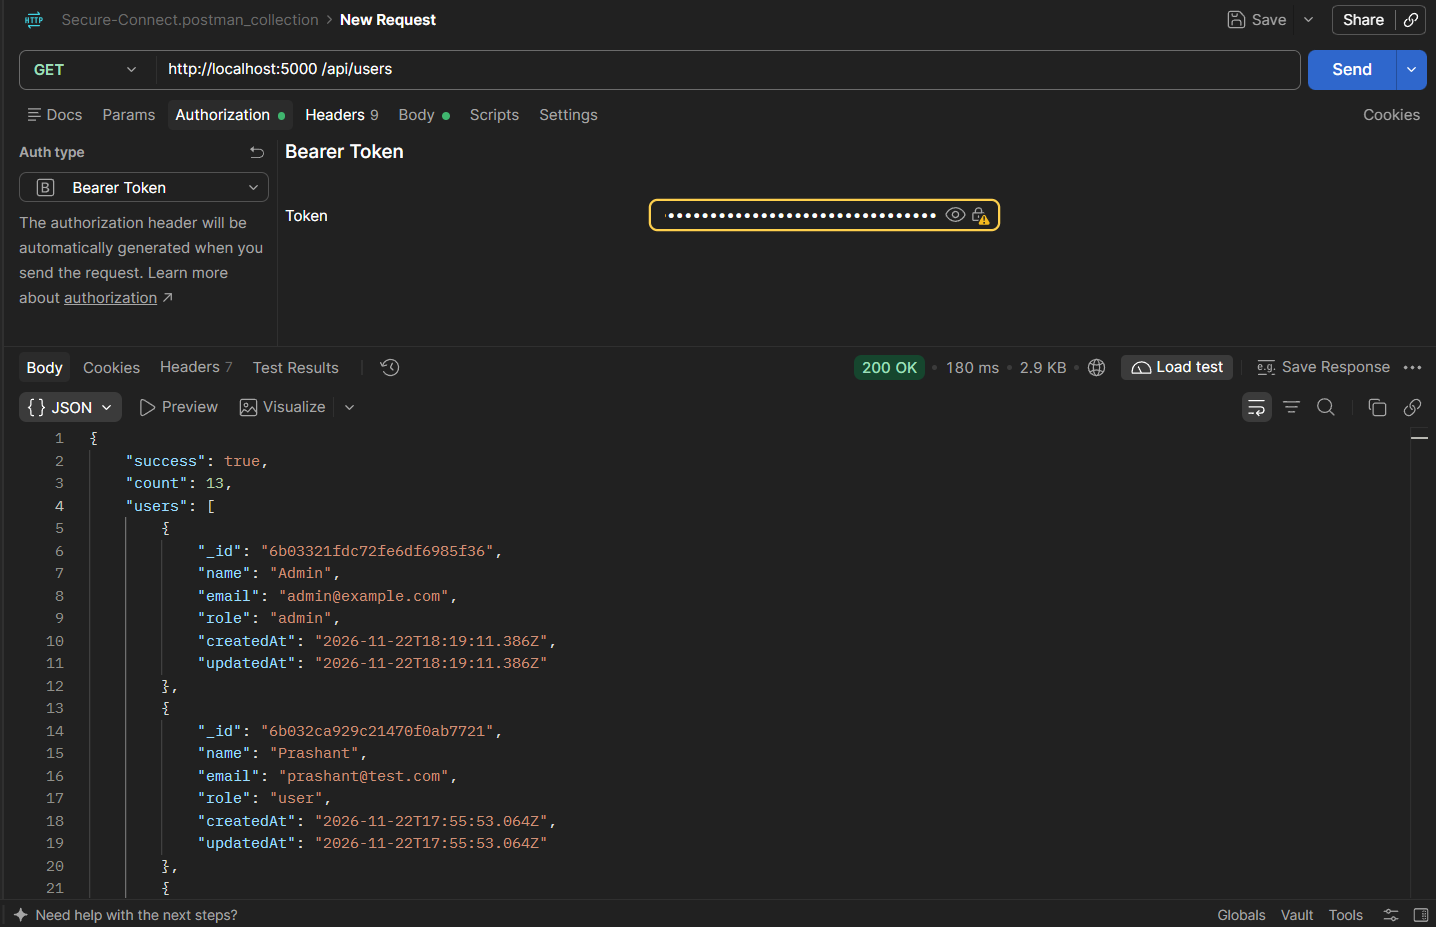 HTTP Secure-Connect.postman_collection > New Request Save Share
GET http://localhost:5000 /api/users Send
Docs Params Authorization Headers 9 Body Scripts Settings Cookies
Auth type
Bearer Token
B Bearer Token
Token
The authorization header will be
automatically generated when you
send the request. Learn more
about authorization ↗
Body Cookies Headers 7 Test Results 200 OK • 180 ms • 2.9 KB • Load test e.g. Save Response
{} JSON Preview Visualize
1 {
2 "success": true,
3 "count": 13,
4 "users": [
5 {
6 "_id": "6b03321fdc72fe6df6985f36",
7 "name": "Admin",
8 "email": "admin@example.com",
9 "role": "admin",
10 "createdAt": "2026-11-22T18:19:11.386Z",
11 "updatedAt": "2026-11-22T18:19:11.386Z"
12 },
13 {
14 "_id": "6b032ca929c21470f0ab7721",
15 "name": "Prashant",
16 "email": "prashant@test.com",
17 "role": "user",
18 "createdAt": "2026-11-22T17:55:53.064Z",
19 "updatedAt": "2026-11-22T17:55:53.064Z"
20 },
21 {
Need help with the next steps? Globals Vault Tools